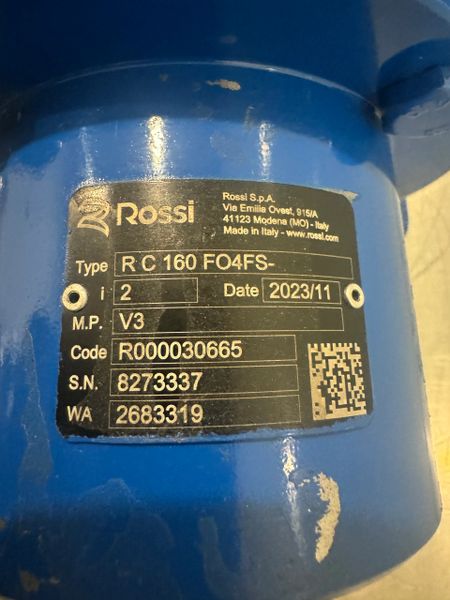 Rossi
Rossi S.p.A.
Via Emilia Ovest, 915/A
41123 Modena (MO) - Italy
Made in Italy - www.rossi.com
Type R C 160 FO4FS-
i 2 Date 2023/11
M.P. V3
Code R000030665
S.N. 8273337
WA 2683319